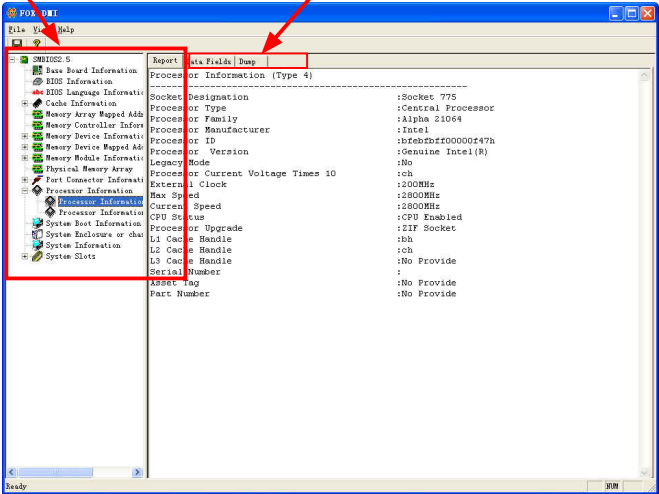 FOX DMI
File View Help
SMBIOS2.5
Base Board Information
BIOS Information
BIOS Language Informatic
Cache Information
Memory Array Mapped Addr
Memory Controller Inform
Memory Device Informatic
Memory Device Mapped Add
Memory Module Informatic
Physical Memory Array
Port Connector Informati
Processor Information
Processor Informatio
Processor Informatio
System Boot Information
System Enclosure or chas
System Information
System Slots
Report Data Fields Dump
Processor Information (Type 4)
Socket Designation :Socket 775
Processor Type :Central Processor
Processor Family :Alpha 21064
Processor Manufacturer :Intel
Processor ID :bfebfbff00000f47h
Processor Version :Genuine Intel(R)
Legacy Mode :No
Processor Current Voltage Times 10 :ch
External Clock :200MHz
Max Speed :2800MHz
Current Speed :2800MHz
CPU Status :CPU Enabled
Processor Upgrade :ZIF Socket
L1 Cache Handle :bh
L2 Cache Handle :ch
L3 Cache Handle :No Provide
Serial Number :
Asset Tag :No Provide
Part Number :No Provide
Ready NUM